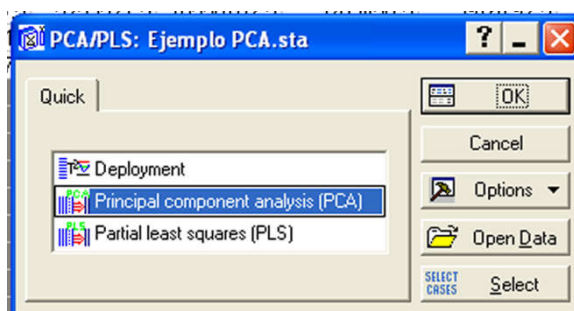 PCA/PLS: Ejemplo PCA.sta
Quick
OK
Deployment
Cancel
Principal component analysis (PCA)
Options
Partial least squares (PLS)
Open Data
SELECT CASES
Select